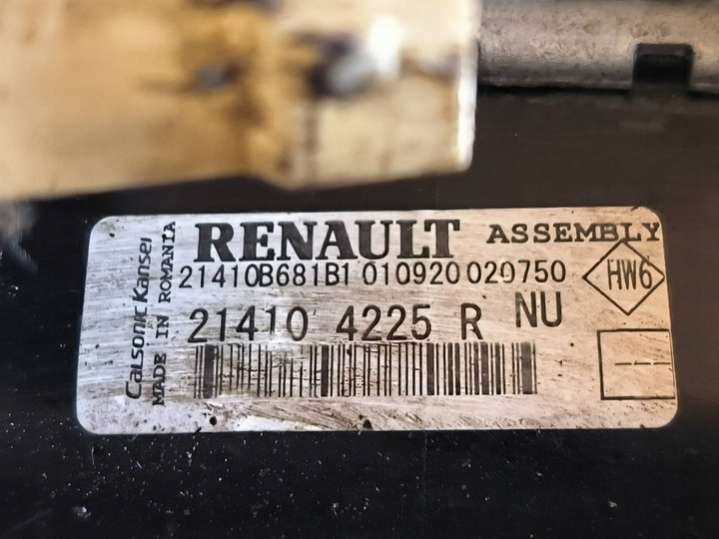 RENAULT ASSEMBLY
21410B681B1 010920 020750
HW6
21410 4225 R NU
Calsonic Kansei
MADE IN ROMANIA